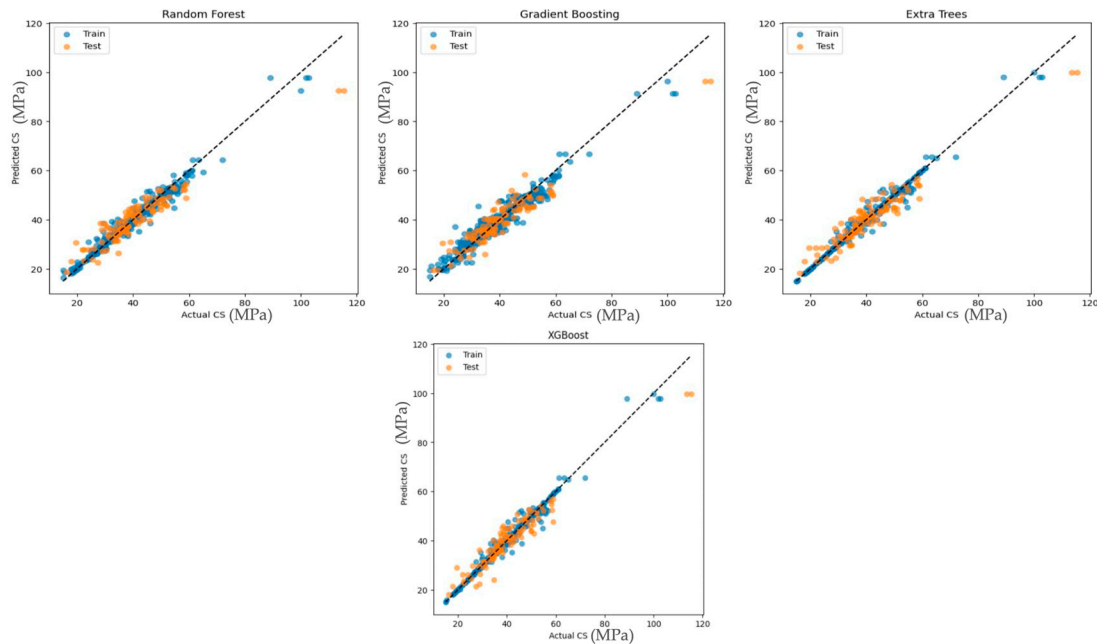 Random Forest
Train
Test
120
100
80
60
40
20
Predicted CS (MPa)
20 40 60 80 100 120
Actual CS (MPa)
Gradient Boosting
Train
Test
120
100
80
60
40
20
Predicted CS (MPa)
20 40 60 80 100 120
Actual CS (MPa)
Extra Trees
Train
Test
120
100
80
60
40
20
Predicted CS (MPa)
20 40 60 80 100 120
Actual CS (MPa)
XGBoost
Train
Test
120
100
80
60
40
20
Predicted CS (MPa)
20 40 60 80 100 120
Actual CS (MPa)